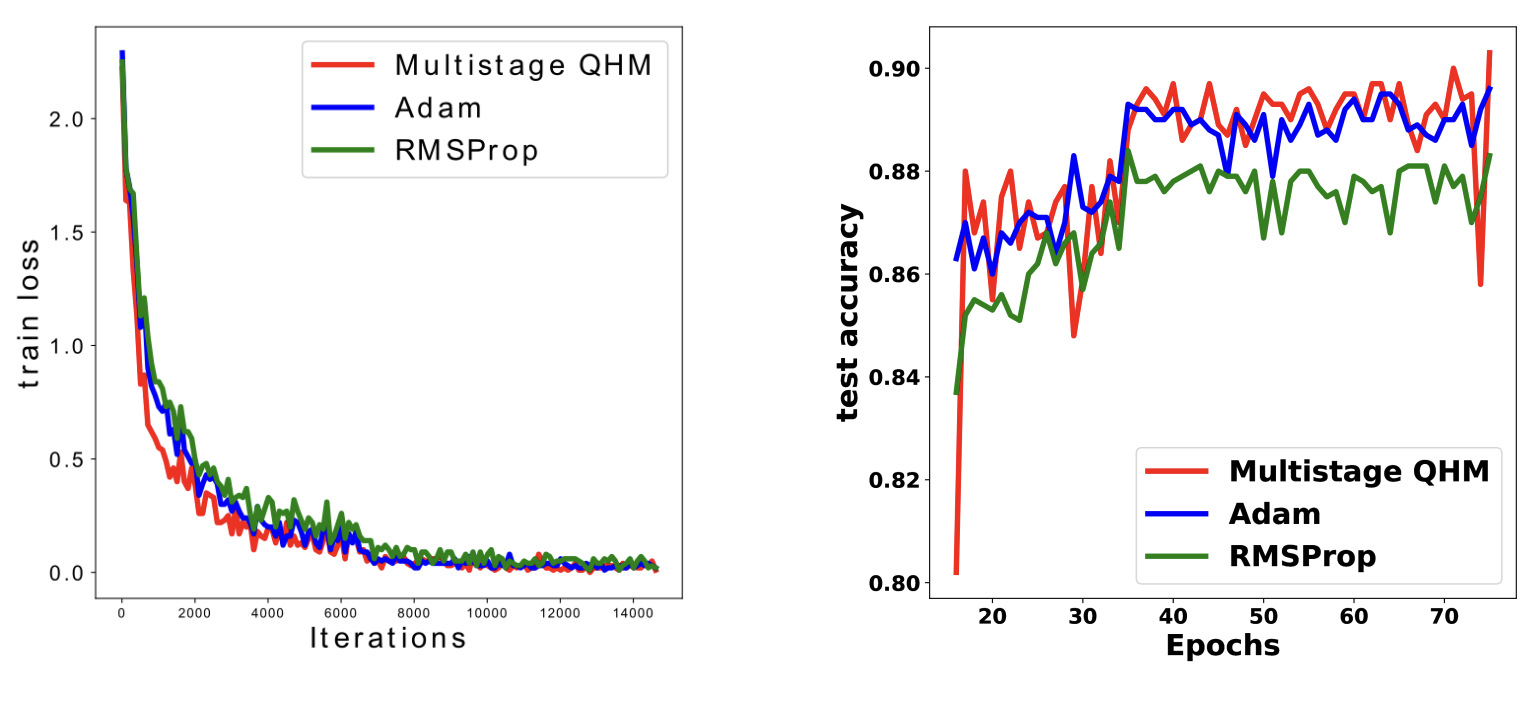 Multistage QHM
Adam
RMSProp
train loss
2.0
1.5
1.0
0.5
0.0
0 2000 4000 6000 8000 10000 12000 14000
Iterations
test accuracy
0.90
0.88
0.86
0.84
0.82
0.80
Multistage QHM
Adam
RMSProp
20 30 40 50 60 70
Epochs